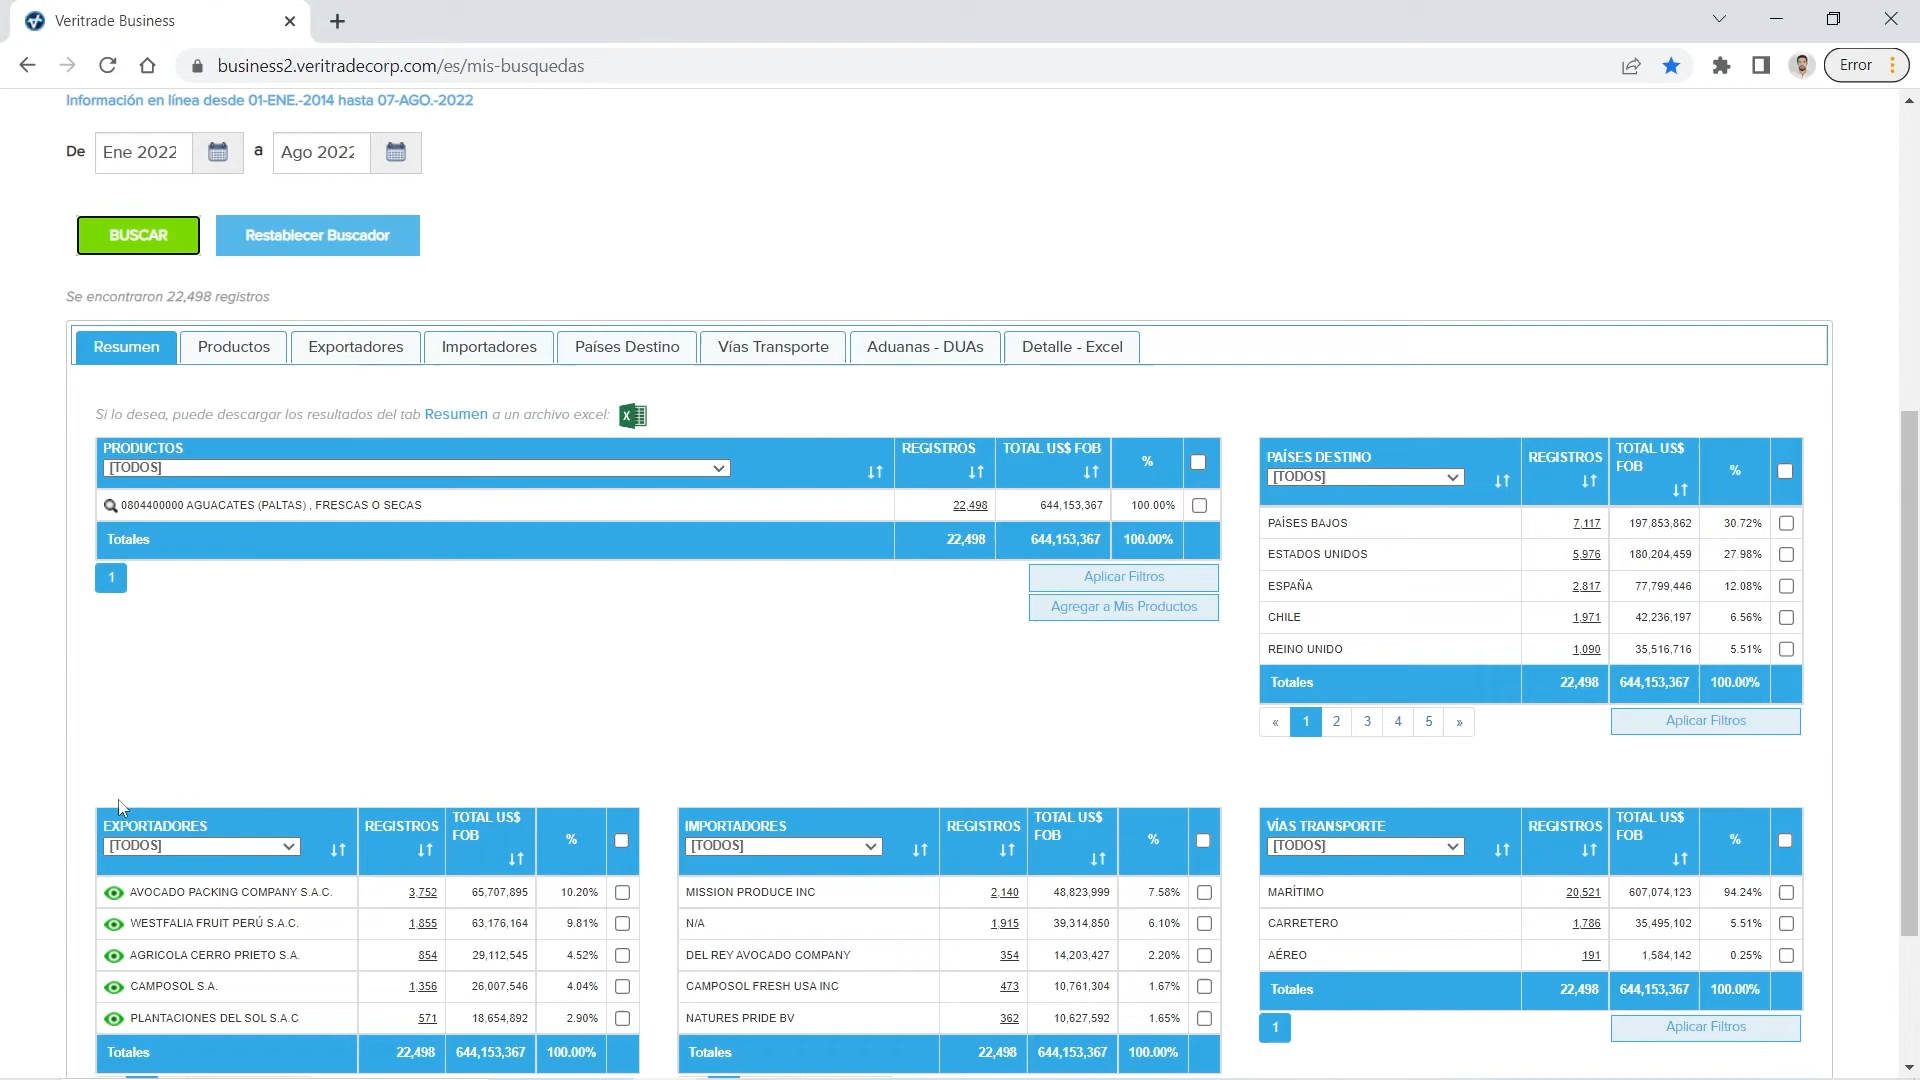 Veritrade Business
business2.veritradecorp.com/es/mis-busquedas
Error
Información en línea desde 01-ENE.-2014 hasta 07-AGO.-2022
De Ene 2022 a Ago 2022
BUSCAR Restablecer Buscador
Se encontraron 22,498 registros
Resumen Productos Exportadores Importadores Países Destino Vías Transporte Aduanas - DUAs Detalle - Excel
Si lo desea, puede descargar los resultados del tab Resumen a un archivo excel:
PRODUCTOS REGISTROS TOTAL US$ FOB %
[TODOS]
0804400000 AGUACATES (PALTAS) , FRESCAS O SECAS 22,498 644,153,367 100.00%
Totales 22,498 644,153,367 100.00%
1
Aplicar Filtros
Agregar a Mis Productos
PAÍSES DESTINO REGISTROS TOTAL US$ FOB %
[TODOS]
PAÍSES BAJOS 7,117 197,853,862 30.72%
ESTADOS UNIDOS 5,976 180,204,459 27.98%
ESPAÑA 2,817 77,799,446 12.08%
CHILE 1,971 42,236,197 6.56%
REINO UNIDO 1,090 35,516,716 5.51%
Totales 22,498 644,153,367 100.00%
« 1 2 3 4 5 » Aplicar Filtros
EXPORTADORES REGISTROS TOTAL US$ FOB %
[TODOS]
AVOCADO PACKING COMPANY S.A.C. 3,752 65,707,895 10.20%
WESTFALIA FRUIT PERÚ S.A.C. 1,855 63,176,164 9.81%
AGRICOLA CERRO PRIETO S.A. 854 29,112,545 4.52%
CAMPOSOL S.A. 1,356 26,007,546 4.04%
PLANTACIONES DEL SOL S.A.C 571 18,654,892 2.90%
Totales 22,498 644,153,367 100.00%
IMPORTADORES REGISTROS TOTAL US$ FOB %
[TODOS]
MISSION PRODUCE INC 2,140 48,823,999 7.58%
N/A 1,915 39,314,850 6.10%
DEL REY AVOCADO COMPANY 354 14,203,427 2.20%
CAMPOSOL FRESH USA INC 473 10,761,304 1.67%
NATURES PRIDE BV 362 10,627,592 1.65%
Totales 22,498 644,153,367 100.00%
VÍAS TRANSPORTE REGISTROS TOTAL US$ FOB %
[TODOS]
MARÍTIMO 20,521 607,074,123 94.24%
CARRETERO 1,786 35,495,102 5.51%
AÉREO 191 1,584,142 0.25%
Totales 22,498 644,153,367 100.00%
1 Aplicar Filtros